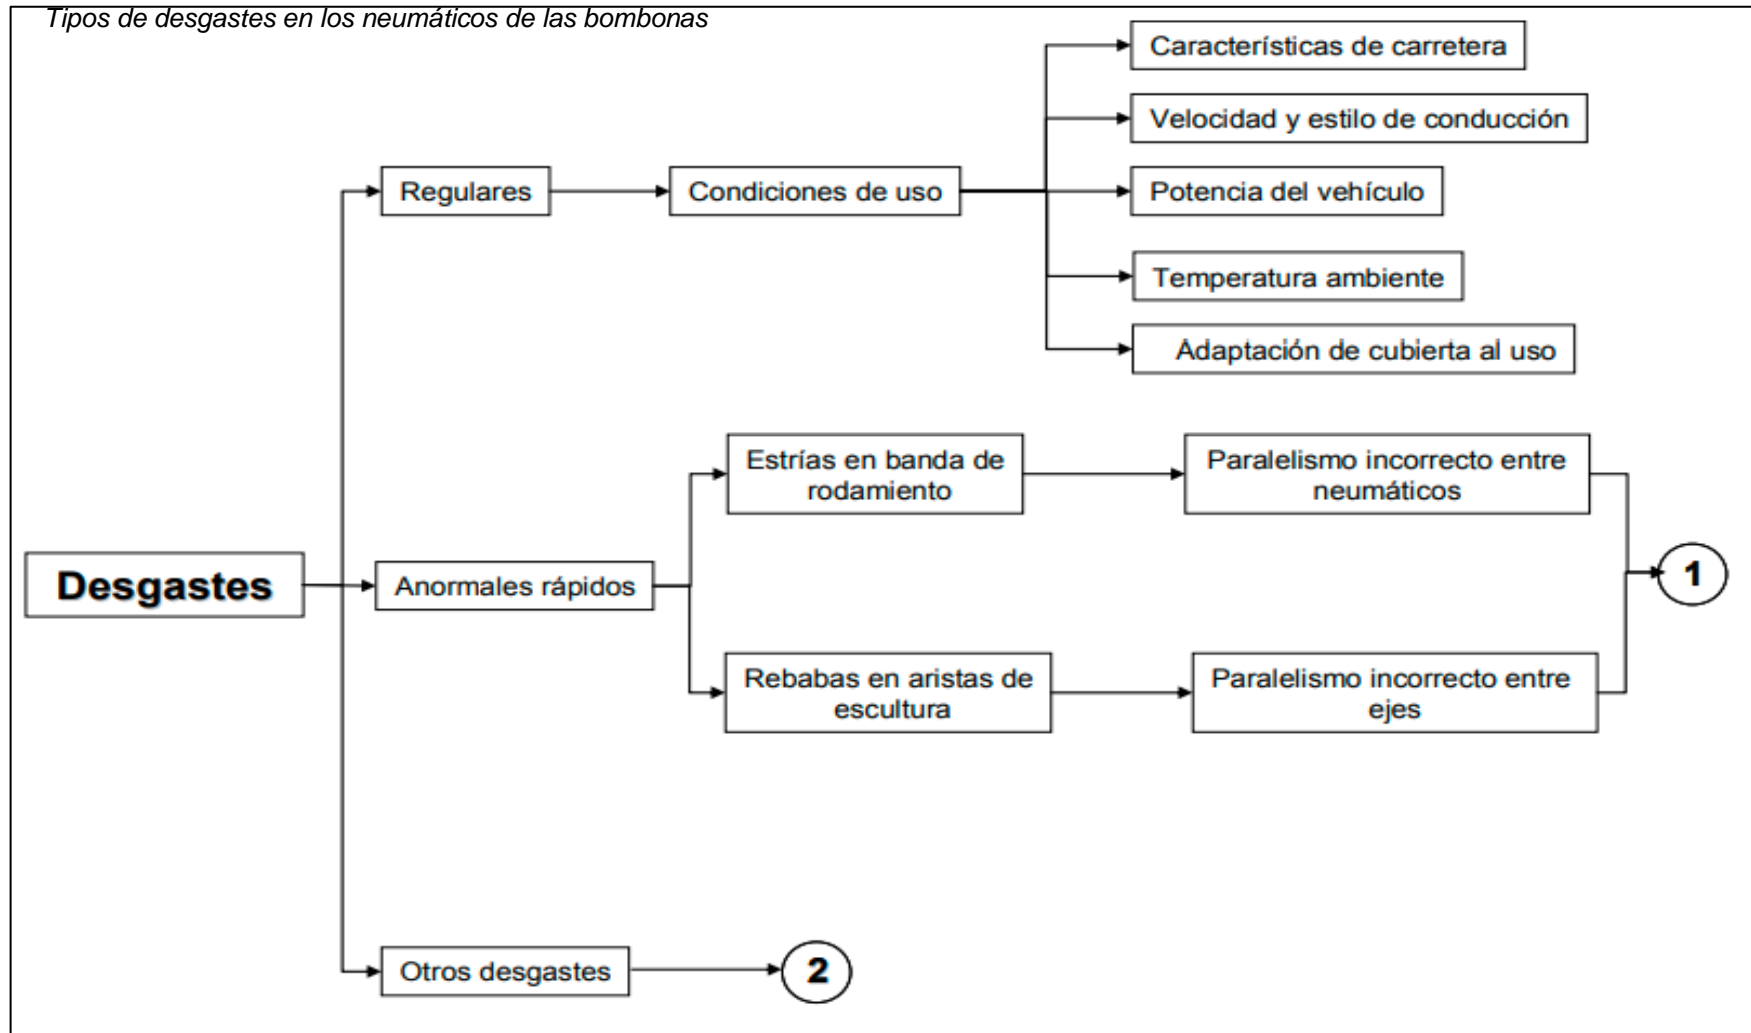 Tipos de desgastes en los neumáticos de las bombonas
Características de carretera
Velocidad y estilo de conducción
Regulares
Condiciones de uso
Potencia del vehículo
Temperatura ambiente
Adaptación de cubierta al uso
Estrías en banda de
rodamiento
Paralelismo incorrecto entre
neumáticos
Desgastes
Anormales rápidos
1
Rebabas en aristas de
escultura
Paralelismo incorrecto entre
ejes
Otros desgastes
2